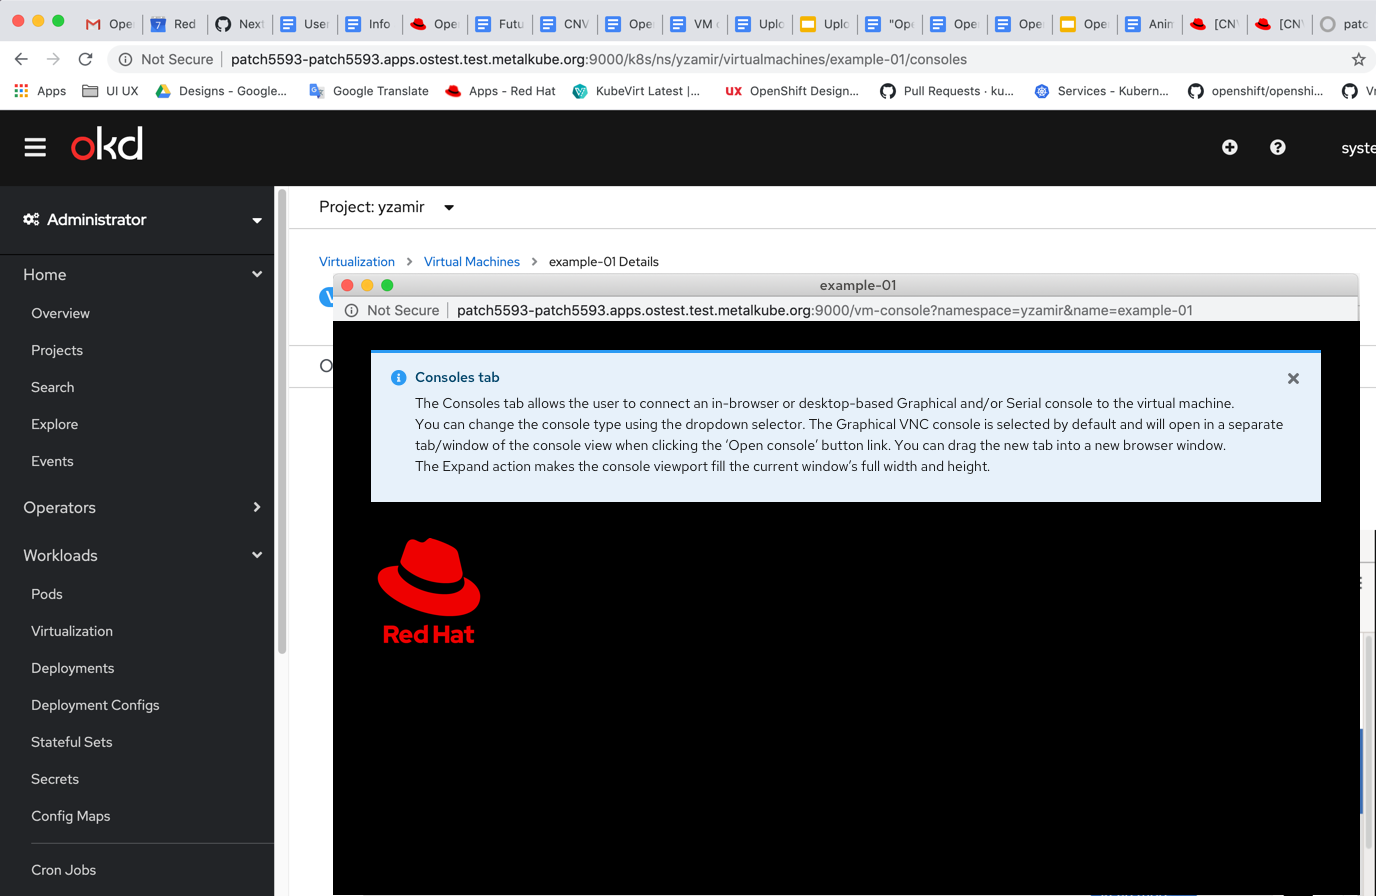 Ope
7
Red
Next
User
Info
Ope
Futu
CNV
Ope
VM c
Uplo
Uplo
"Ope
Ope
Ope
Ope
Anim
[CN
[CN
patc
Not Secure
patch5593-patch5593.apps.ostest.test.metalkube.org:9000/k8s/ns/yzamir/virtualmachines/example-01/consoles
Apps
UI UX
Designs - Google...
Google Translate
Apps - Red Hat
KubeVirt Latest |...
UX OpenShift Design...
Pull Requests · ku...
Services - Kubern...
openshift/openshi...
okd
syste
Administrator
Project: yzamir
Virtualization > Virtual Machines > example-01 Details
Home
Overview
Projects
Search
Explore
Events
Operators
Workloads
Pods
Virtualization
Deployments
Deployment Configs
Stateful Sets
Secrets
Config Maps
Cron Jobs
example-01
Not Secure
patch5593-patch5593.apps.ostest.test.metalkube.org:9000/vm-console?namespace=yzamir&name=example-01
Consoles tab
The Consoles tab allows the user to connect an in-browser or desktop-based Graphical and/or Serial console to the virtual machine.
You can change the console type using the dropdown selector. The Graphical VNC console is selected by default and will open in a separate
tab/window of the console view when clicking the ‘Open console’ button link. You can drag the new tab into a new browser window.
The Expand action makes the console viewport fill the current window’s full width and height.
Red Hat